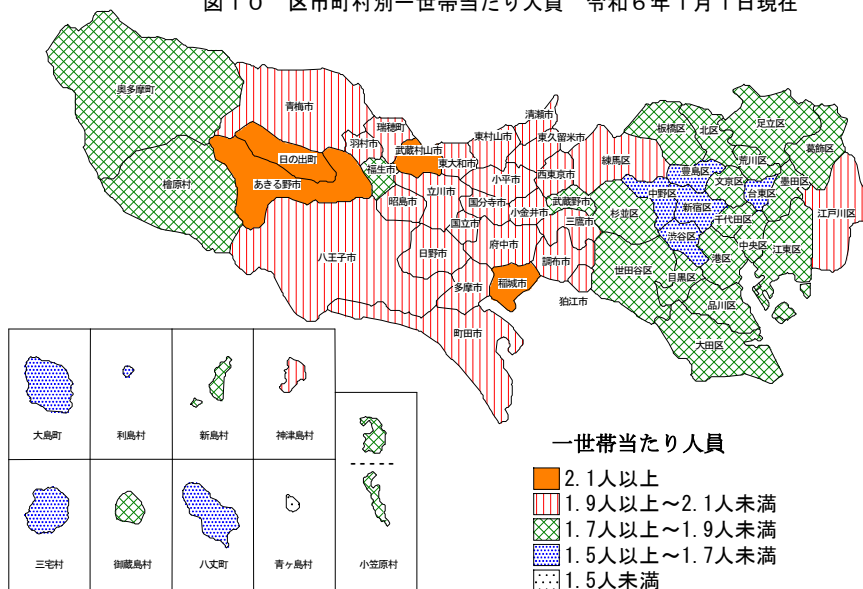 図10 区市町村別一世帯当たり人員 令和6年1月1日現在
奥多摩町
青梅市
瑞穂町
羽村市
武蔵村山市
東大和市
東村山市
清瀬市
東久留米市
練馬区
板橋区
北区
足立区
葛飾区
荒川区
豊島区
文京区
台東区
墨田区
江戸川区
檜原村
日の出町
あきる野市
福生市
昭島市
立川市
小平市
西東京市
国分寺市
小金井市
武蔵野市
三鷹市
杉並区
中野区
新宿区
渋谷区
千代田区
中央区
江東区
港区
国立市
府中市
調布市
日野市
八王子市
多摩市
稲城市
狛江市
世田谷区
目黒区
品川区
大田区
町田市
大島町
利島村
新島村
神津島村
三宅村
御蔵島村
八丈町
青ヶ島村
小笠原村
一世帯当たり人員
2.1人以上
1.9人以上～2.1人未満
1.7人以上～1.9人未満
1.5人以上～1.7人未満
1.5人未満